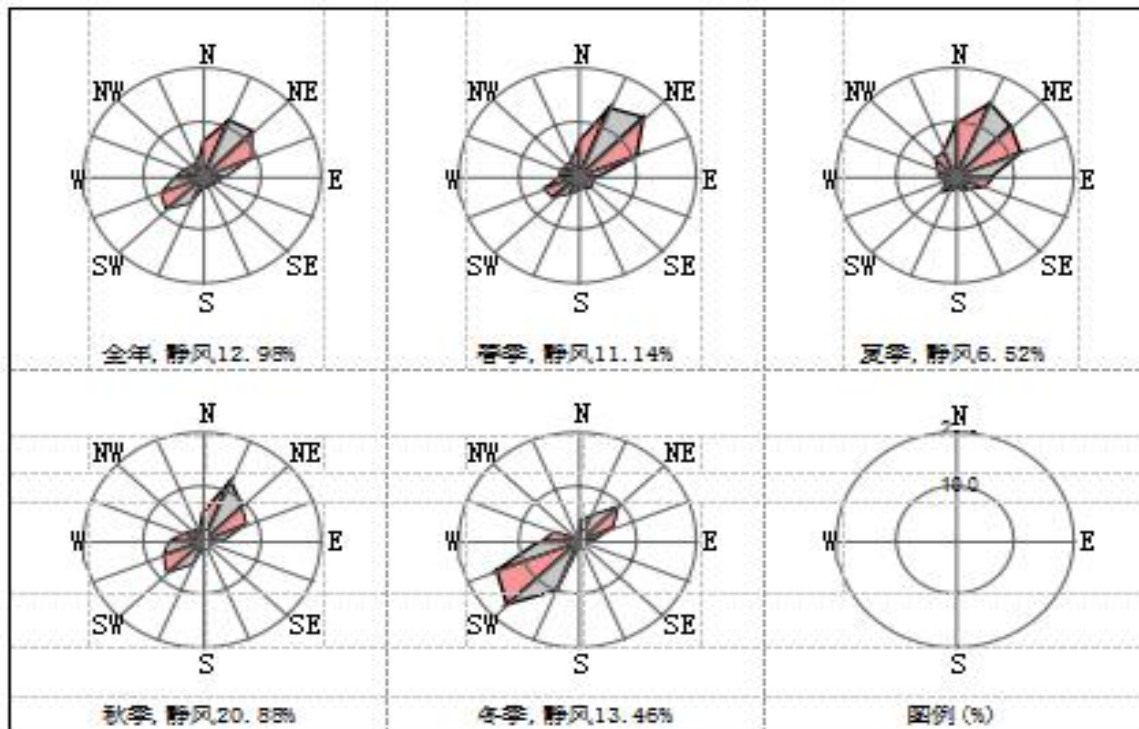 N
NW NE
W E
SW SE
S
全年,静风12.98%
N
NW NE
W E
SW SE
S
春季,静风11.14%
N
NW NE
W E
SW SE
S
夏季,静风6.52%
N
NW NE
W E
SW SE
S
秋季,静风20.88%
N
NW NE
W E
SW SE
S
冬季,静风13.46%
N
10.0
W E
S
图例(%)